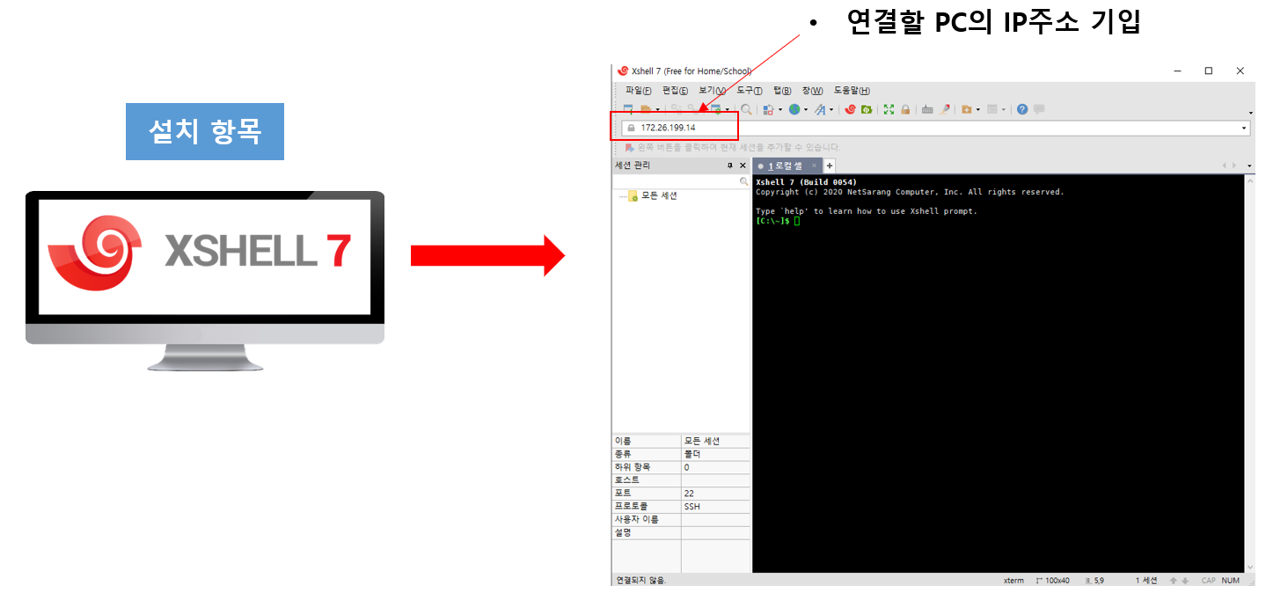 • 연결할 PC의 IP주소 기입
설치 항목
XSHELL 7
Xshell 7 (Free for Home/School)
파일(F) 편집(E) 보기(V) 도구(T) 탭(B) 창(W) 도움말(H)
172.26.199.14
왼쪽 버튼을 클릭하여 현재 세션을 추가할 수 있습니다.
세션 관리
1 로컬 셸
모든 세션
Xshell 7 (Build 0054)
Copyright (c) 2020 NetSarang Computer, Inc. All rights reserved.
Type `help' to learn how to use Xshell prompt.
[C:\~]$
이름 모든 세션
종류 폴더
하위 항목 0
호스트
포트 22
프로토콜 SSH
사용자 이름
설명
연결되지 않음. xterm 100x40 5,9 1 세션 CAP NUM